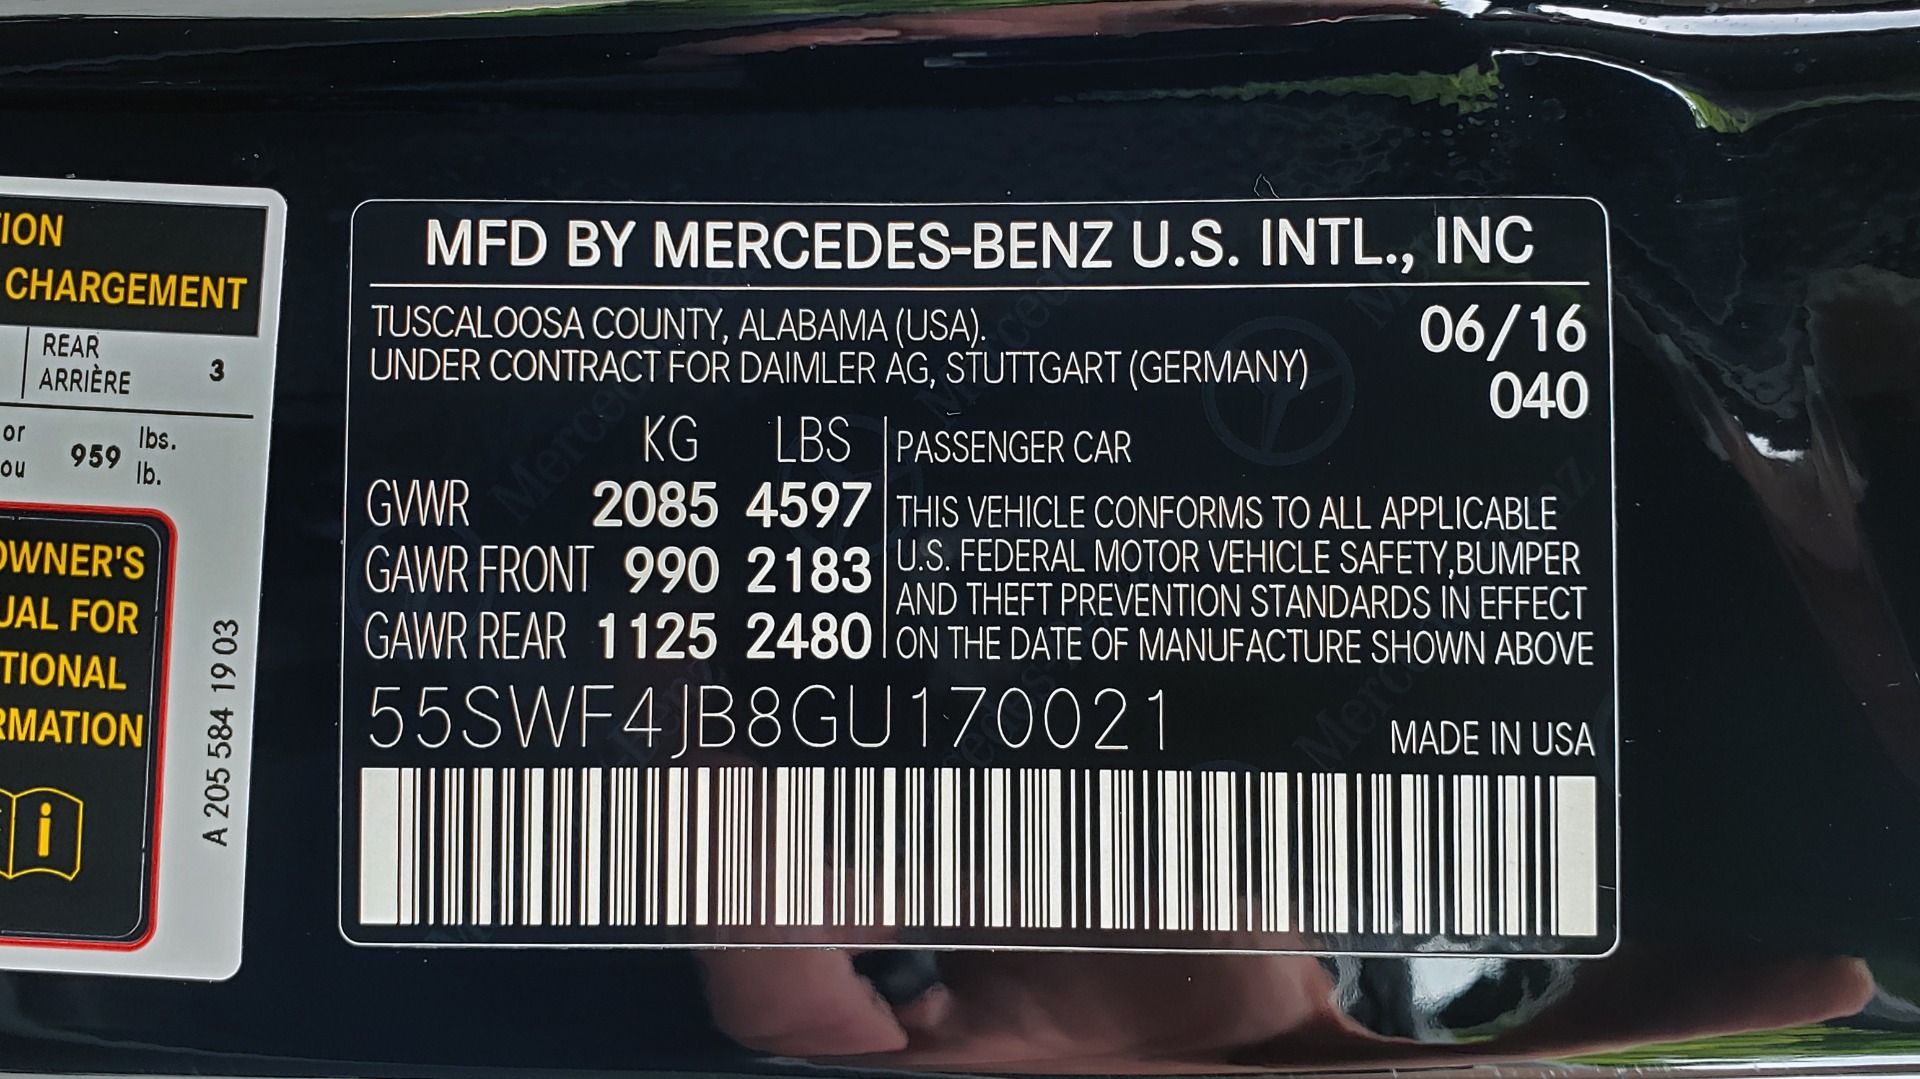 ION
CHARGEMENT
REAR
ARRIÈRE 3
or
ou 959 lbs.
lb.
OWNER'S
UAL FOR
TIONAL
RMATION
i
A 205 584 19 03
MFD BY MERCEDES-BENZ U.S. INTL., INC
TUSCALOOSA COUNTY, ALABAMA (USA). 06/16
UNDER CONTRACT FOR DAIMLER AG, STUTTGART (GERMANY)
040
KG LBS
GVWR 2085 4597
GAWR FRONT 990 2183
GAWR REAR 1125 2480
PASSENGER CAR
THIS VEHICLE CONFORMS TO ALL APPLICABLE
U.S. FEDERAL MOTOR VEHICLE SAFETY,BUMPER
AND THEFT PREVENTION STANDARDS IN EFFECT
ON THE DATE OF MANUFACTURE SHOWN ABOVE
55SWF4JB8GU170021
MADE IN USA